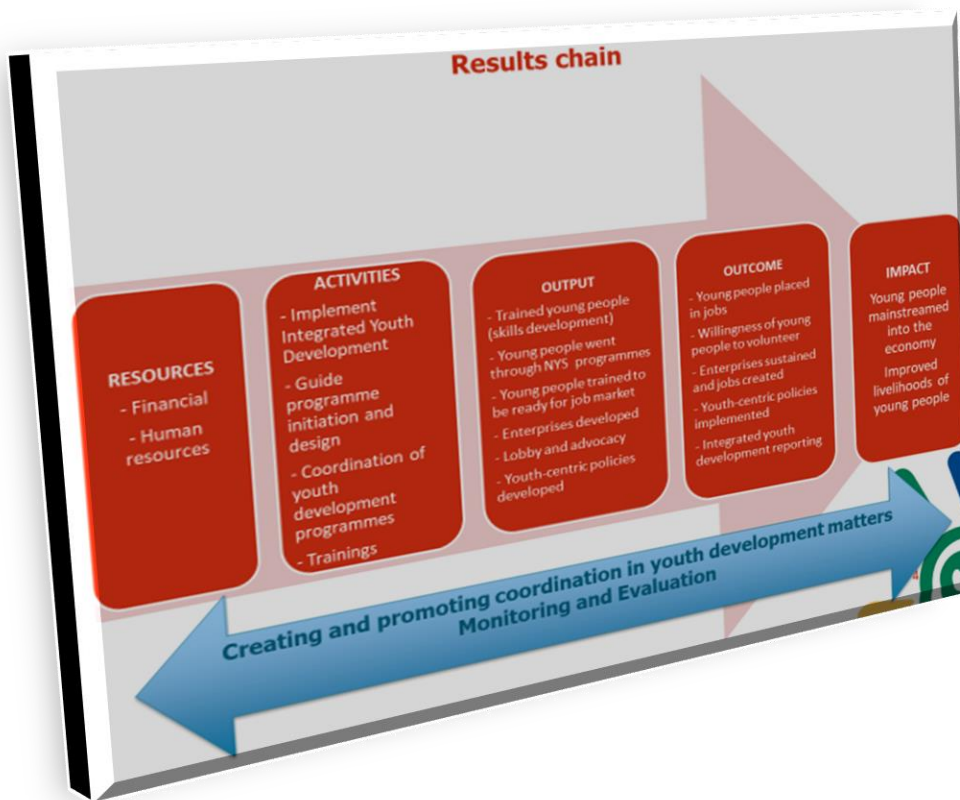 Results chain
RESOURCES
- Financial
- Human
resources
ACTIVITIES
- Implement
Integrated Youth
Development
- Guide
programme
initiation and
design
- Coordination of
youth
development
programmes
- Trainings
OUTPUT
- Trained young people
(skills development)
- Young people went
through NYS programmes
- Young people trained to
be ready for job market
- Enterprises developed
- Lobby and advocacy
- Youth-centric policies
developed
OUTCOME
- Young people placed
in jobs
- Willingness of young
people to volunteer
- Enterprises sustained
and jobs created
- Youth-centric policies
implemented
- Integrated youth
development reporting
IMPACT
Young people
mainstreamed
into the
economy
Improved
livelihoods of
young people
Creating and promoting coordination in youth development matters
Monitoring and Evaluation
4